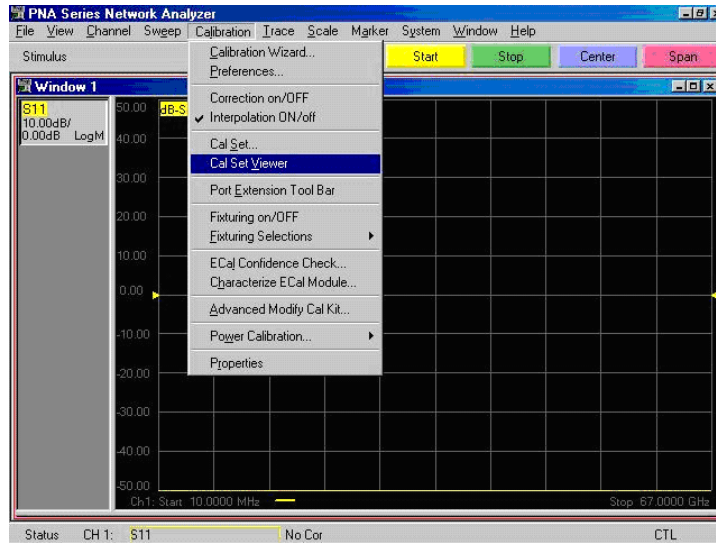 PNA Series Network Analyzer
File View Channel Sweep Calibration Trace Scale Marker System Window Help
Stimulus
Start Stop Center Span
Window 1
S11
10.00dB/
0.00dB LogM
dB-S
50.00
40.00
30.00
20.00
10.00
0.00
-10.00
-20.00
-30.00
-40.00
-50.00
Calibration Wizard...
Preferences...
Correction on/OFF
Interpolation ON/off
Cal Set...
Cal Set Viewer
Port Extension Tool Bar
Fixturing on/OFF
Fixturing Selections
ECal Confidence Check...
Characterize ECal Module...
Advanced Modify Cal Kit...
Power Calibration...
Properties
Ch1: Start 10.0000 MHz
Stop 67.0000 GHz
Status CH 1: S11 No Cor CTL